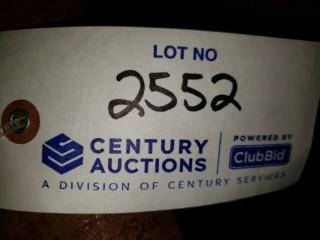 LOT NO
2552
CENTURY AUCTIONS
POWERED BY
ClubBid
A DIVISION OF CENTURY SERVICES